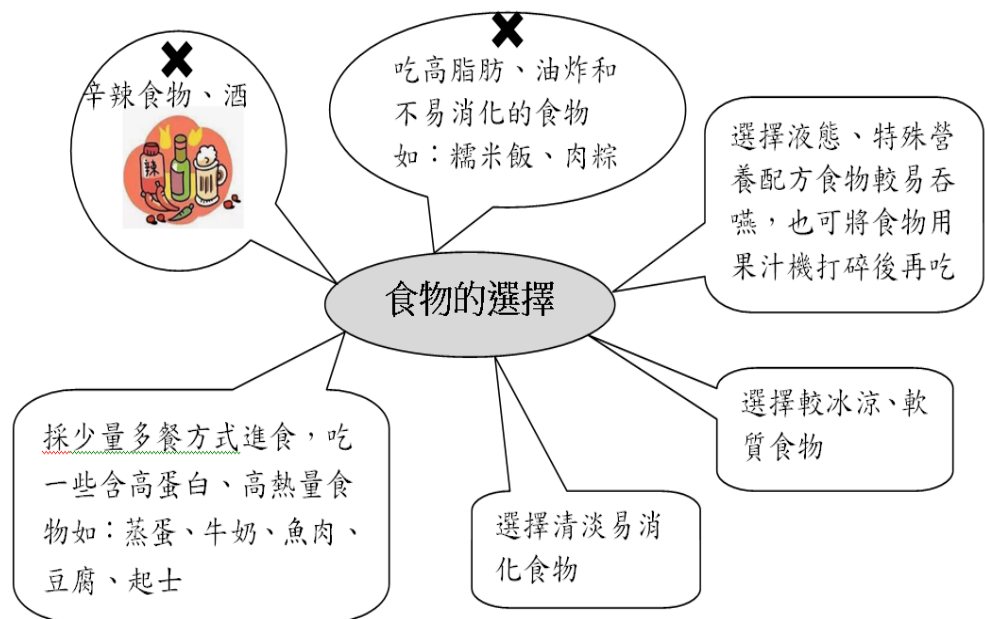 辛辣食物、酒
辣
吃高脂肪、油炸和
不易消化的食物
如：糯米飯、肉粽
選擇液態、特殊營
養配方食物較易吞
嚥，也可將食物用
果汁機打碎後再吃
食物的選擇
選擇較冰涼、軟
質食物
採少量多餐方式進食，吃
一些含高蛋白、高熱量食
物如：蒸蛋、牛奶、魚肉、
豆腐、起士
選擇清淡易消
化食物